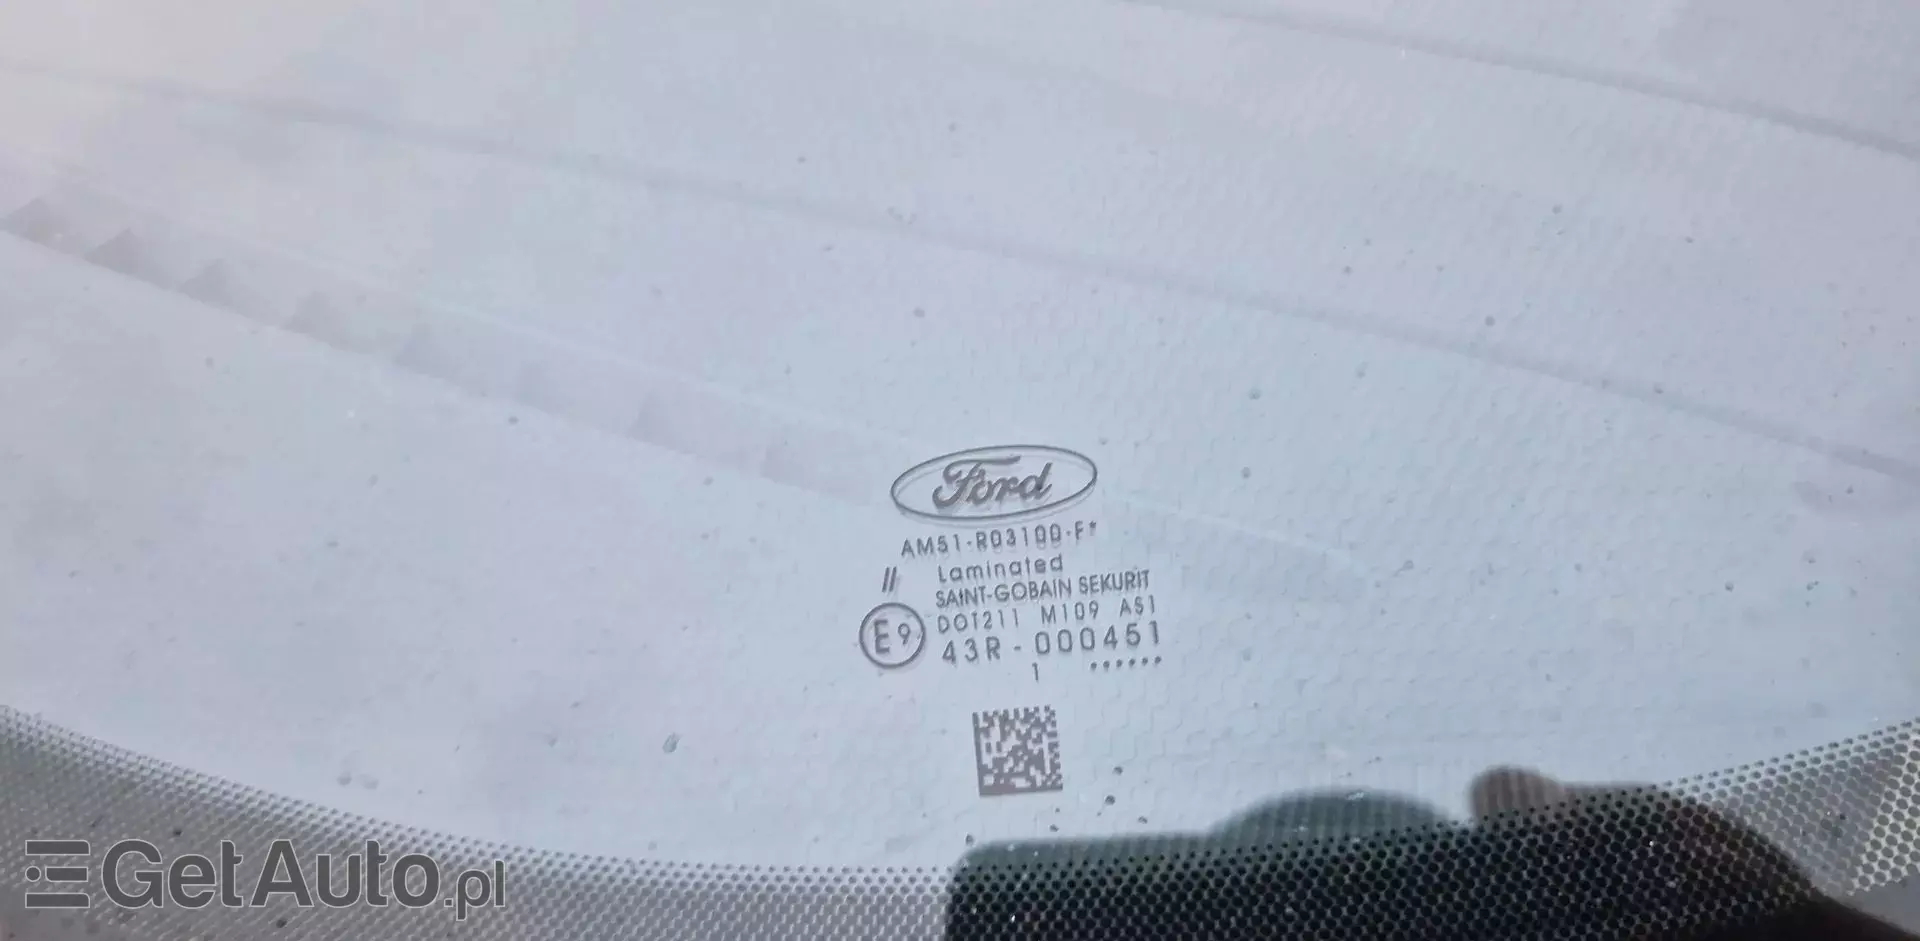 Ford
AM51-R03100-F*
// Laminated
SAINT-GOBAIN SEKURIT
DOT211 M109 AS1
E9 43R - 000451
1 ••••••
GetAuto.pl